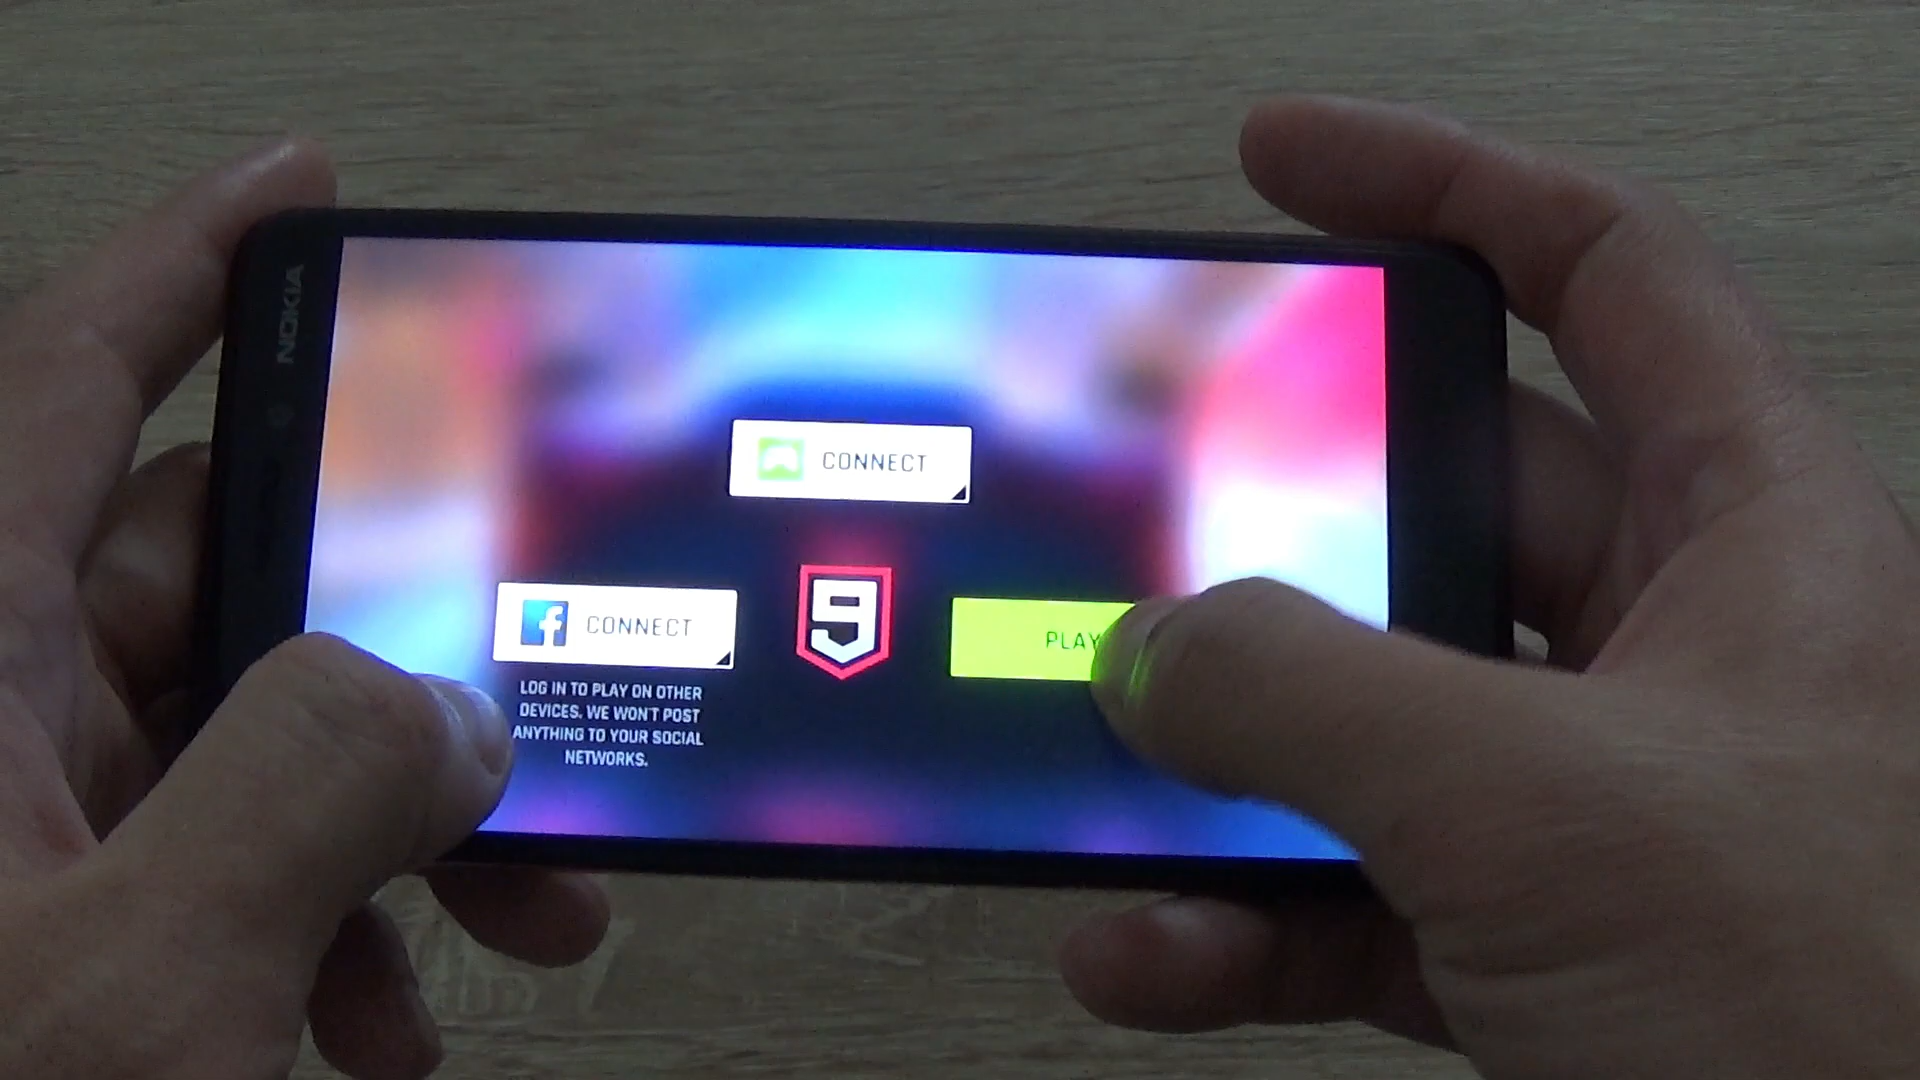 NOKIA
CONNECT
CONNECT
9
PLAY
LOG IN TO PLAY ON OTHER
DEVICES. WE WON'T POST
ANYTHING TO YOUR SOCIAL
NETWORKS.